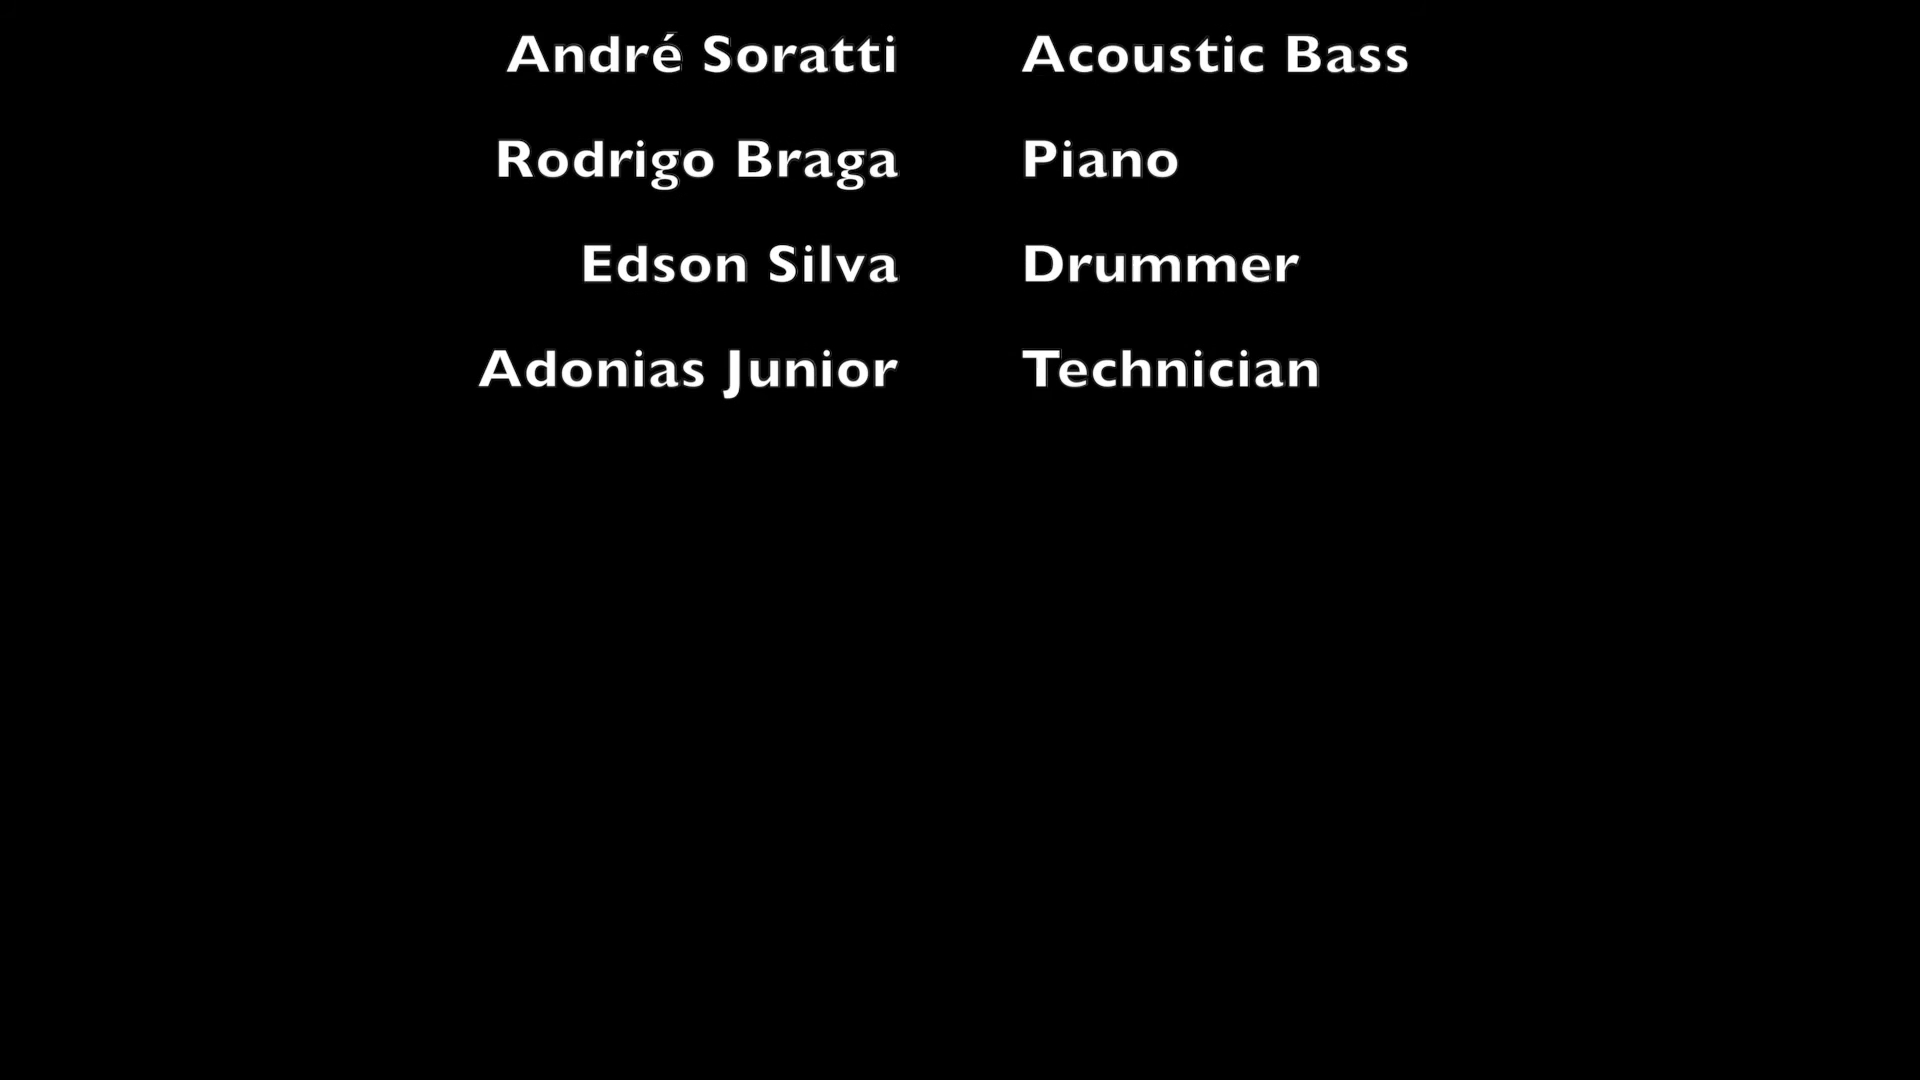 André Soratti Acoustic Bass
Rodrigo Braga Piano
Edson Silva Drummer
Adonias Junior Technician